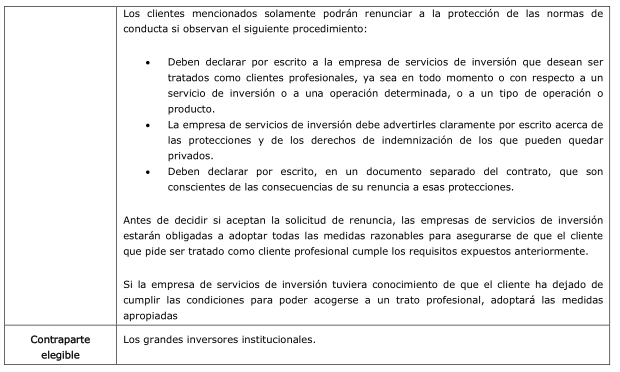 Los clientes mencionados solamente podrán renunciar a la protección de las normas de
conducta si observan el siguiente procedimiento:
• Deben declarar por escrito a la empresa de servicios de inversión que desean ser
tratados como clientes profesionales, ya sea en todo momento o con respecto a un
servicio de inversión o a una operación determinada, o a un tipo de operación o
producto.
• La empresa de servicios de inversión debe advertirles claramente por escrito acerca de
las protecciones y de los derechos de indemnización de los que pueden quedar
privados.
• Deben declarar por escrito, en un documento separado del contrato, que son
conscientes de las consecuencias de su renuncia a esas protecciones.
Antes de decidir si aceptan la solicitud de renuncia, las empresas de servicios de inversión
estarán obligadas a adoptar todas las medidas razonables para asegurarse de que el cliente
que pide ser tratado como cliente profesional cumple los requisitos expuestos anteriormente.
Si la empresa de servicios de inversión tuviera conocimiento de que el cliente ha dejado de
cumplir las condiciones para poder acogerse a un trato profesional, adoptará las medidas
apropiadas
Contraparte
elegible
Los grandes inversores institucionales.